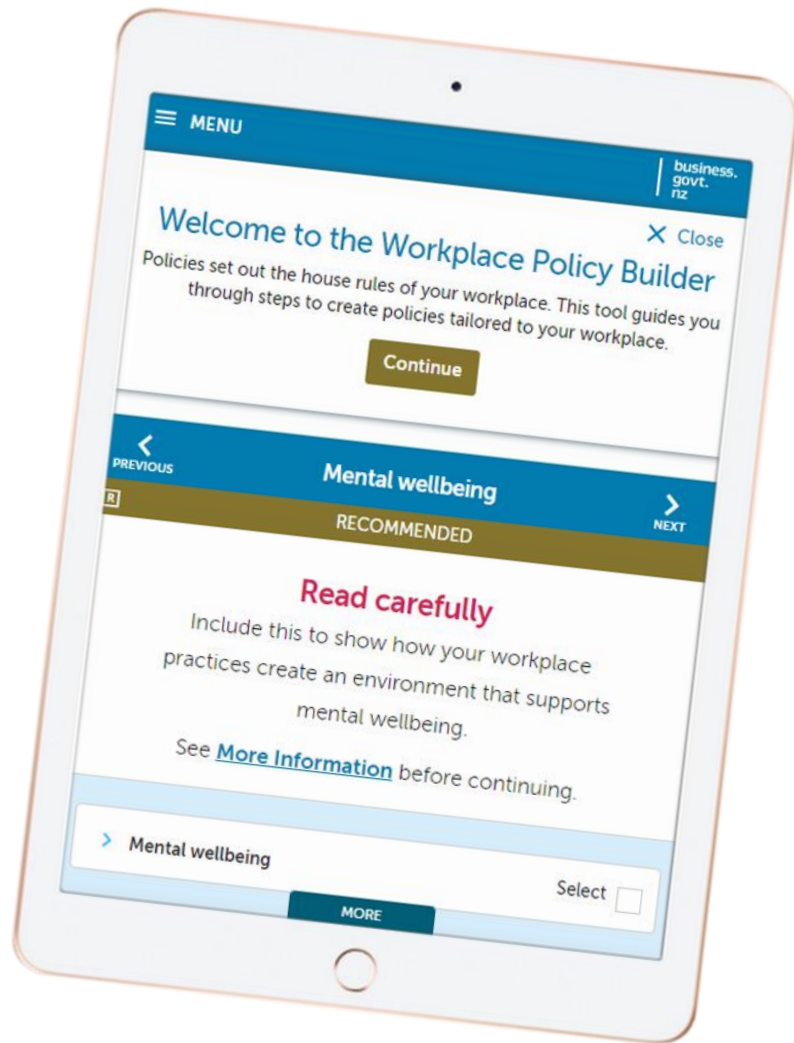 MENU
business.
govt.
nz
Close
Welcome to the Workplace Policy Builder
Policies set out the house rules of your workplace. This tool guides you
through steps to create policies tailored to your workplace.
Continue
PREVIOUS
Mental wellbeing
NEXT
R
RECOMMENDED
Read carefully
Include this to show how your workplace
practices create an environment that supports
mental wellbeing.
See More Information before continuing.
Mental wellbeing
Select
MORE